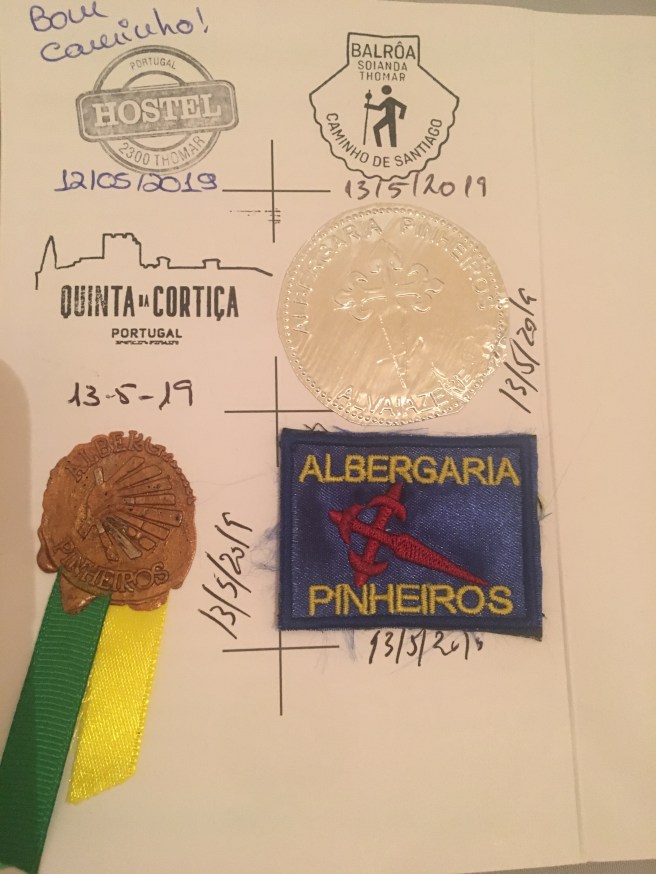 Bom
Caminho!
PORTUGAL
HOSTEL
2300 THOMAR
12/05/2019
BALRÔA
SOIANDA
THOMAR
CAMINHO DE SANTIAGO
13/5/2019
QUINTA DA CORTIÇA
PORTUGAL
13-5-19
ALBERGARIA PINHEIROS
ALVAIAZERE
13/5/2019
PINHEIROS
13/5/2019
ALBERGARIA
PINHEIROS
13/5/2019